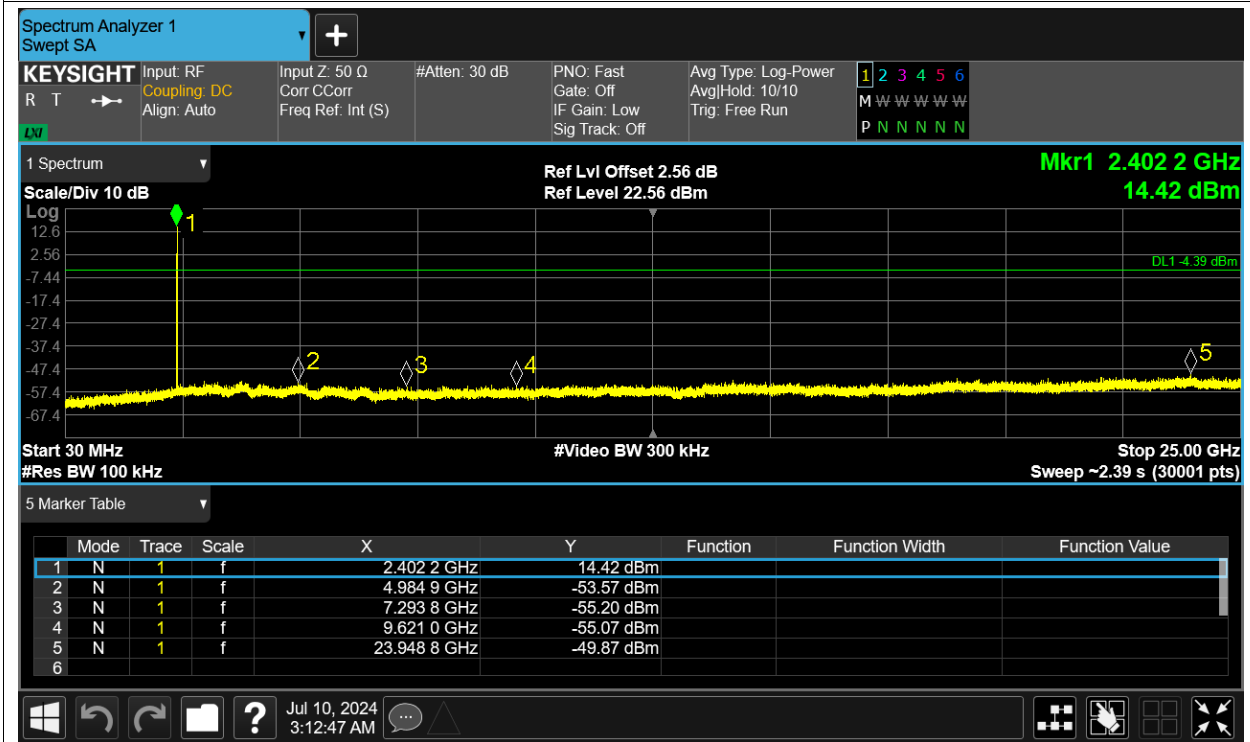 Spectrum Analyzer 1
Swept SA
KEYSIGHT
R T
LXI
Input: RF
Coupling: DC
Align: Auto
Input Z: 50 Ω
Corr CCorr
Freq Ref: Int (S)
#Atten: 30 dB
PNO: Fast
Gate: Off
IF Gain: Low
Sig Track: Off
Avg Type: Log-Power
Avg|Hold: 10/10
Trig: Free Run
1 2 3 4 5 6
M W W W W W
P N N N N N
1 Spectrum
Scale/Div 10 dB
Ref Lvl Offset 2.56 dB
Ref Level 22.56 dBm
Mkr1 2.402 2 GHz
14.42 dBm
Log
12.6
2.56
-7.44
-17.4
-27.4
-37.4
-47.4
-57.4
-67.4
1
DL1 -4.39 dBm
2
3
4
5
Start 30 MHz
#Video BW 300 kHz
Stop 25.00 GHz
#Res BW 100 kHz
Sweep ~2.39 s (30001 pts)
5 Marker Table
Mode Trace Scale X Y Function Function Width Function Value
1 N 1 f 2.402 2 GHz 14.42 dBm
2 N 1 f 4.984 9 GHz -53.57 dBm
3 N 1 f 7.293 8 GHz -55.20 dBm
4 N 1 f 9.621 0 GHz -55.07 dBm
5 N 1 f 23.948 8 GHz -49.87 dBm
6
?
Jul 10, 2024
3:12:47 AM